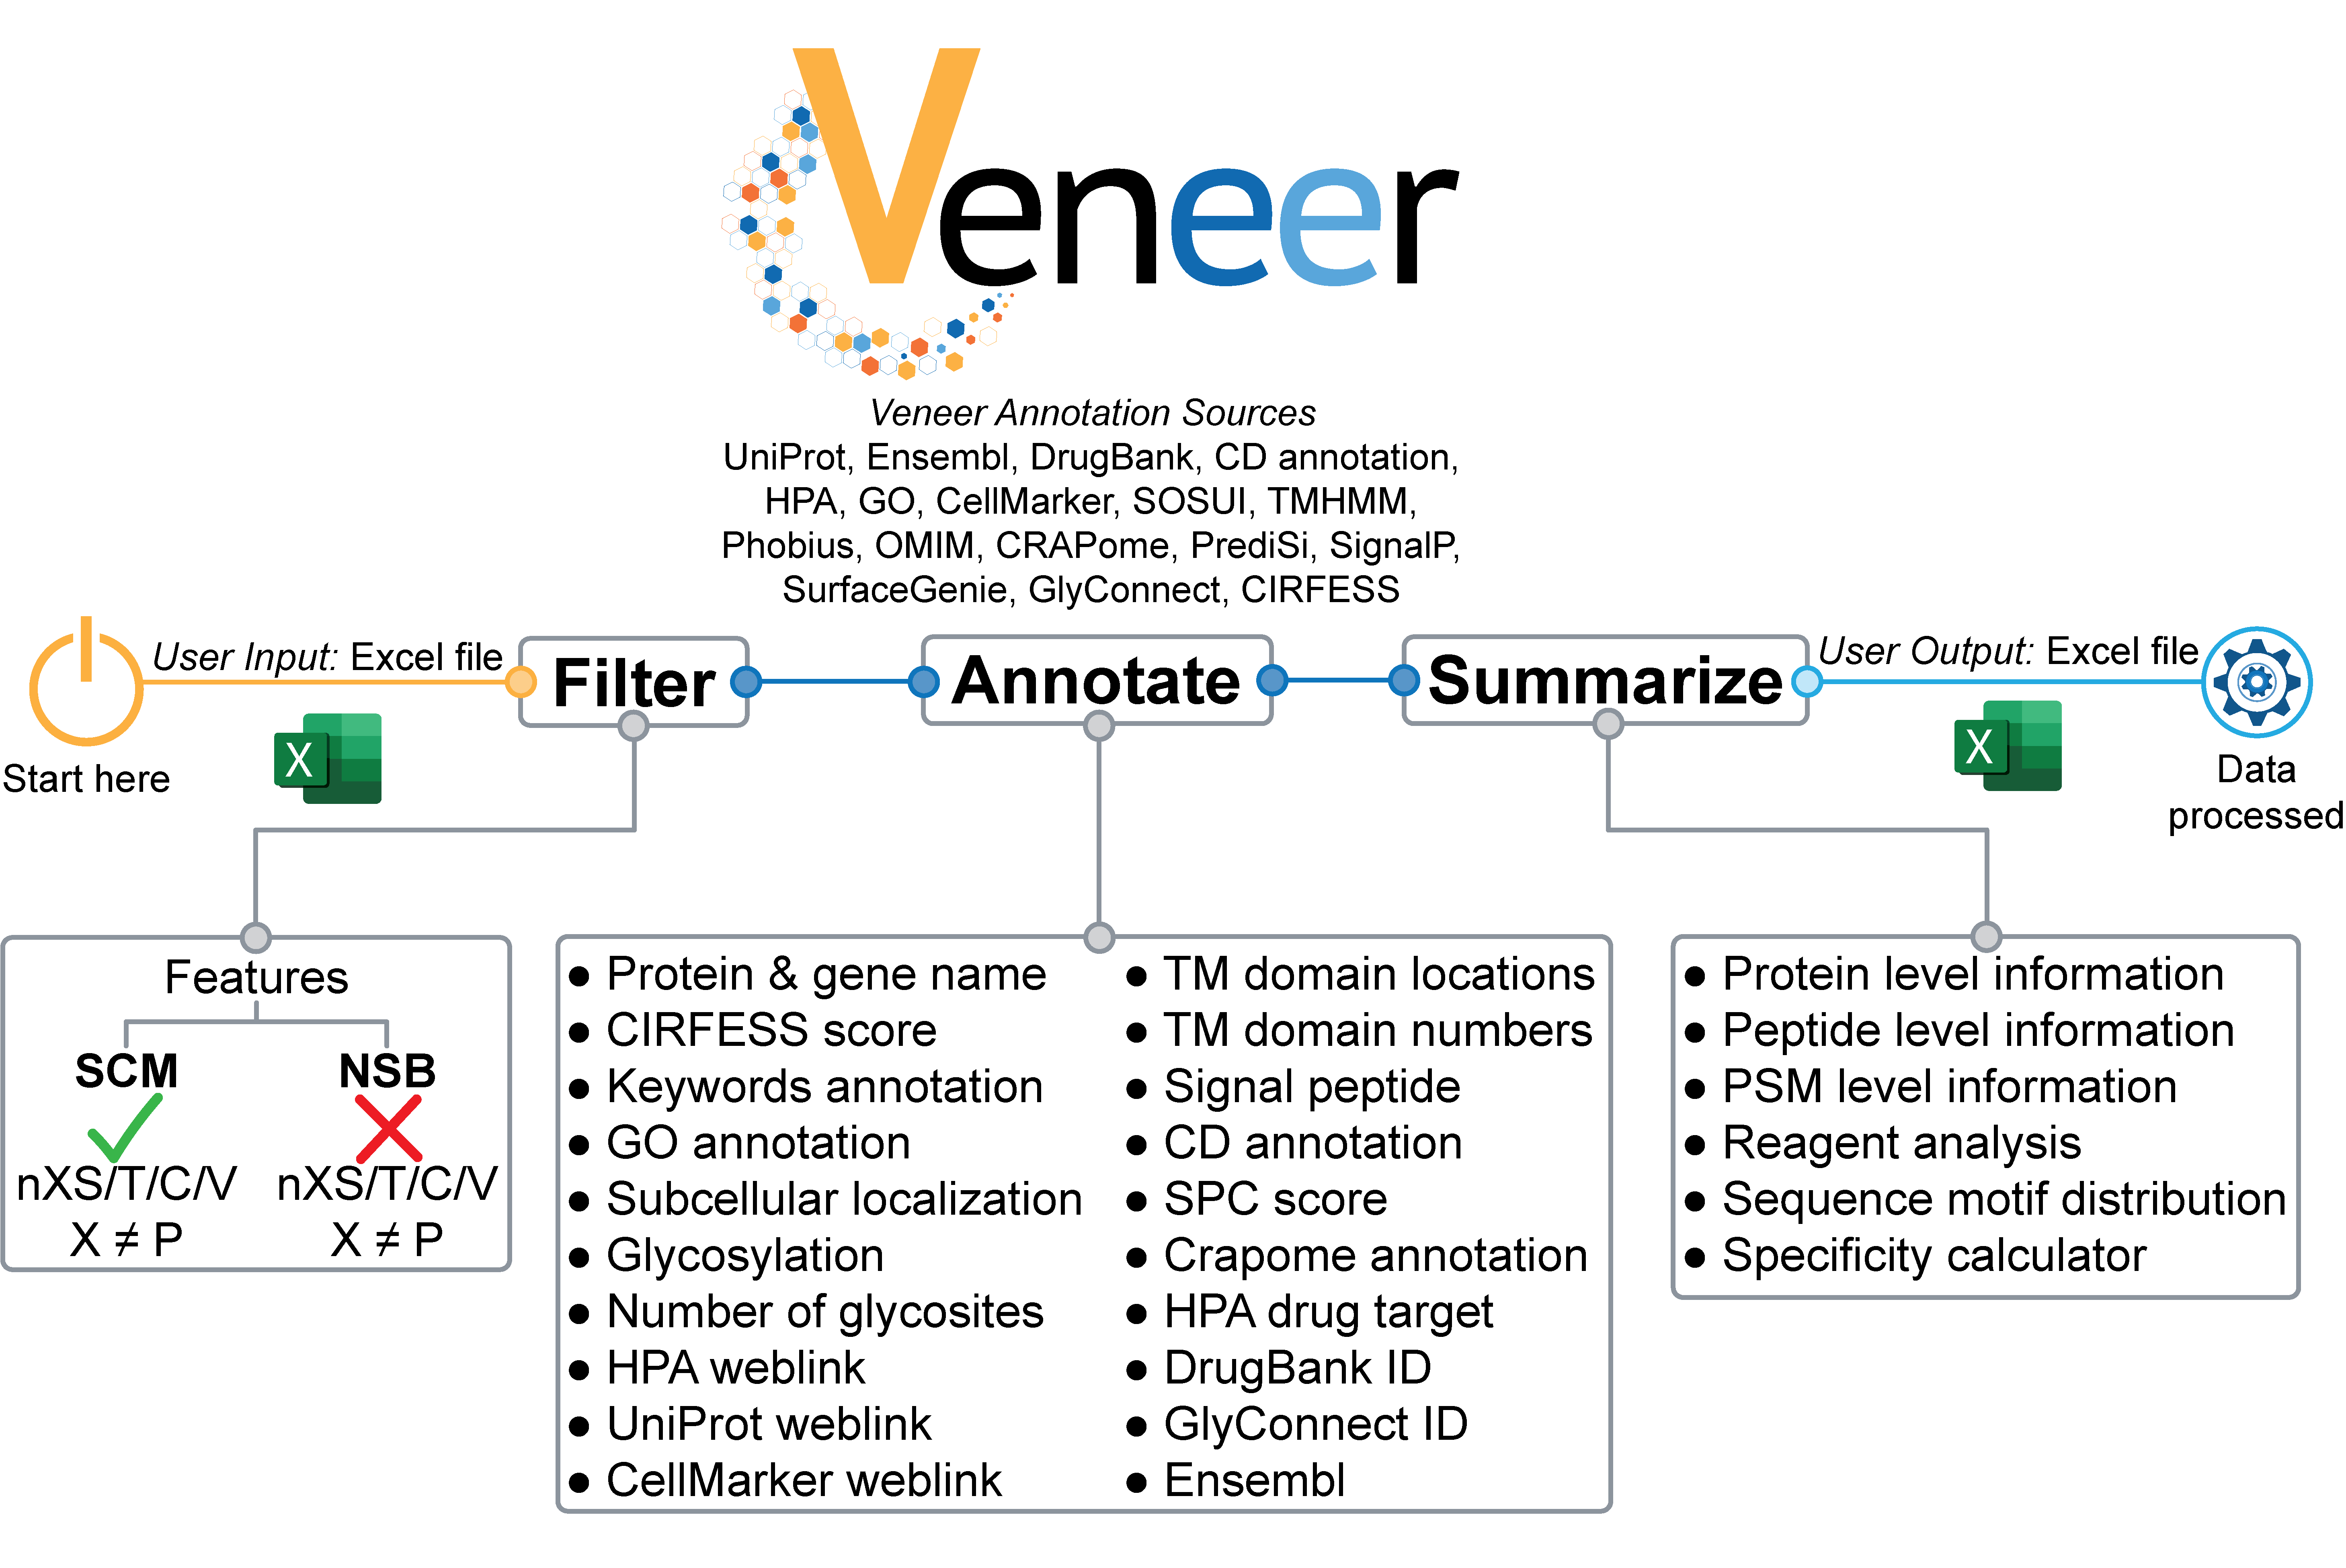 Veneer
Veneer Annotation Sources
UniProt, Ensembl, DrugBank, CD annotation,
HPA, GO, CellMarker, SOSUI, TMHMM,
Phobius, OMIM, CRAPome, PrediSi, SignalP,
SurfaceGenie, GlyConnect, CIRFESS
Start here
User Input: Excel file
X
Filter
Annotate
Summarize
User Output: Excel file
X
Data
processed
Features
SCM
nXS/T/C/V
X ≠ P
NSB
nXS/T/C/V
X ≠ P
● Protein & gene name
● CIRFESS score
● Keywords annotation
● GO annotation
● Subcellular localization
● Glycosylation
● Number of glycosites
● HPA weblink
● UniProt weblink
● CellMarker weblink
● TM domain locations
● TM domain numbers
● Signal peptide
● CD annotation
● SPC score
● Crapome annotation
● HPA drug target
● DrugBank ID
● GlyConnect ID
● Ensembl
● Protein level information
● Peptide level information
● PSM level information
● Reagent analysis
● Sequence motif distribution
● Specificity calculator